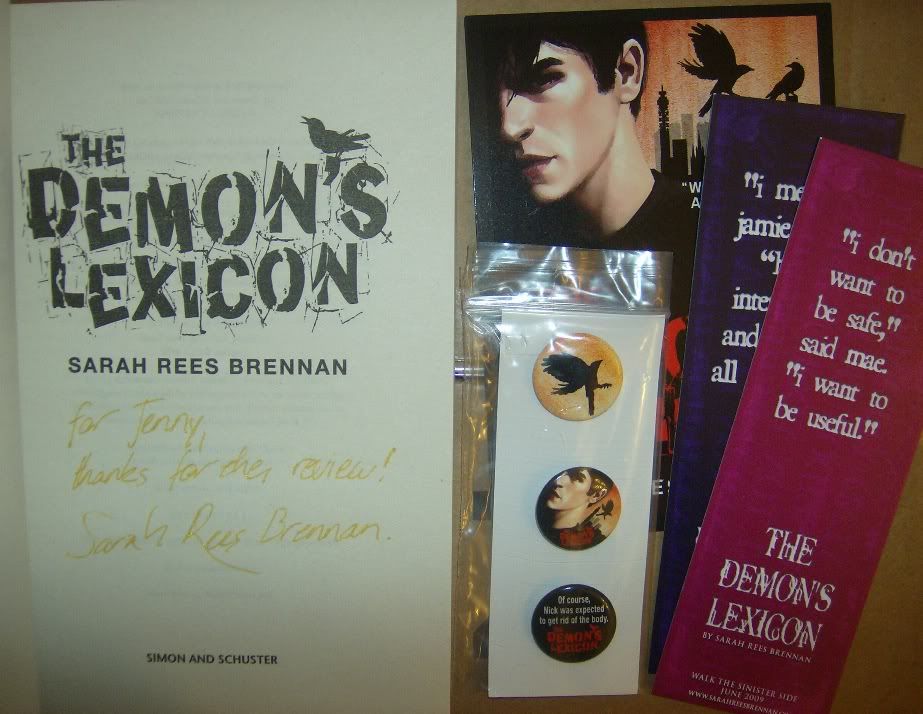 THE
DEMON'S
LEXICON
SARAH REES BRENNAN
for Jenny,
thanks for the review!
Sarah Rees Brennan.
SIMON AND SCHUSTER
"W
A
Of course,
Nick was expected
to get rid of the body.
DEMON'S
LEXICON
"i me
jamie
inte
and
all
"i don't
want to
be safe,"
said mae.
"i want to
be useful."
THE
DEMON'S
LEXICON
BY SARAH REES BRENNAN
WALK THE SINISTER SIDE
JUNE 2009